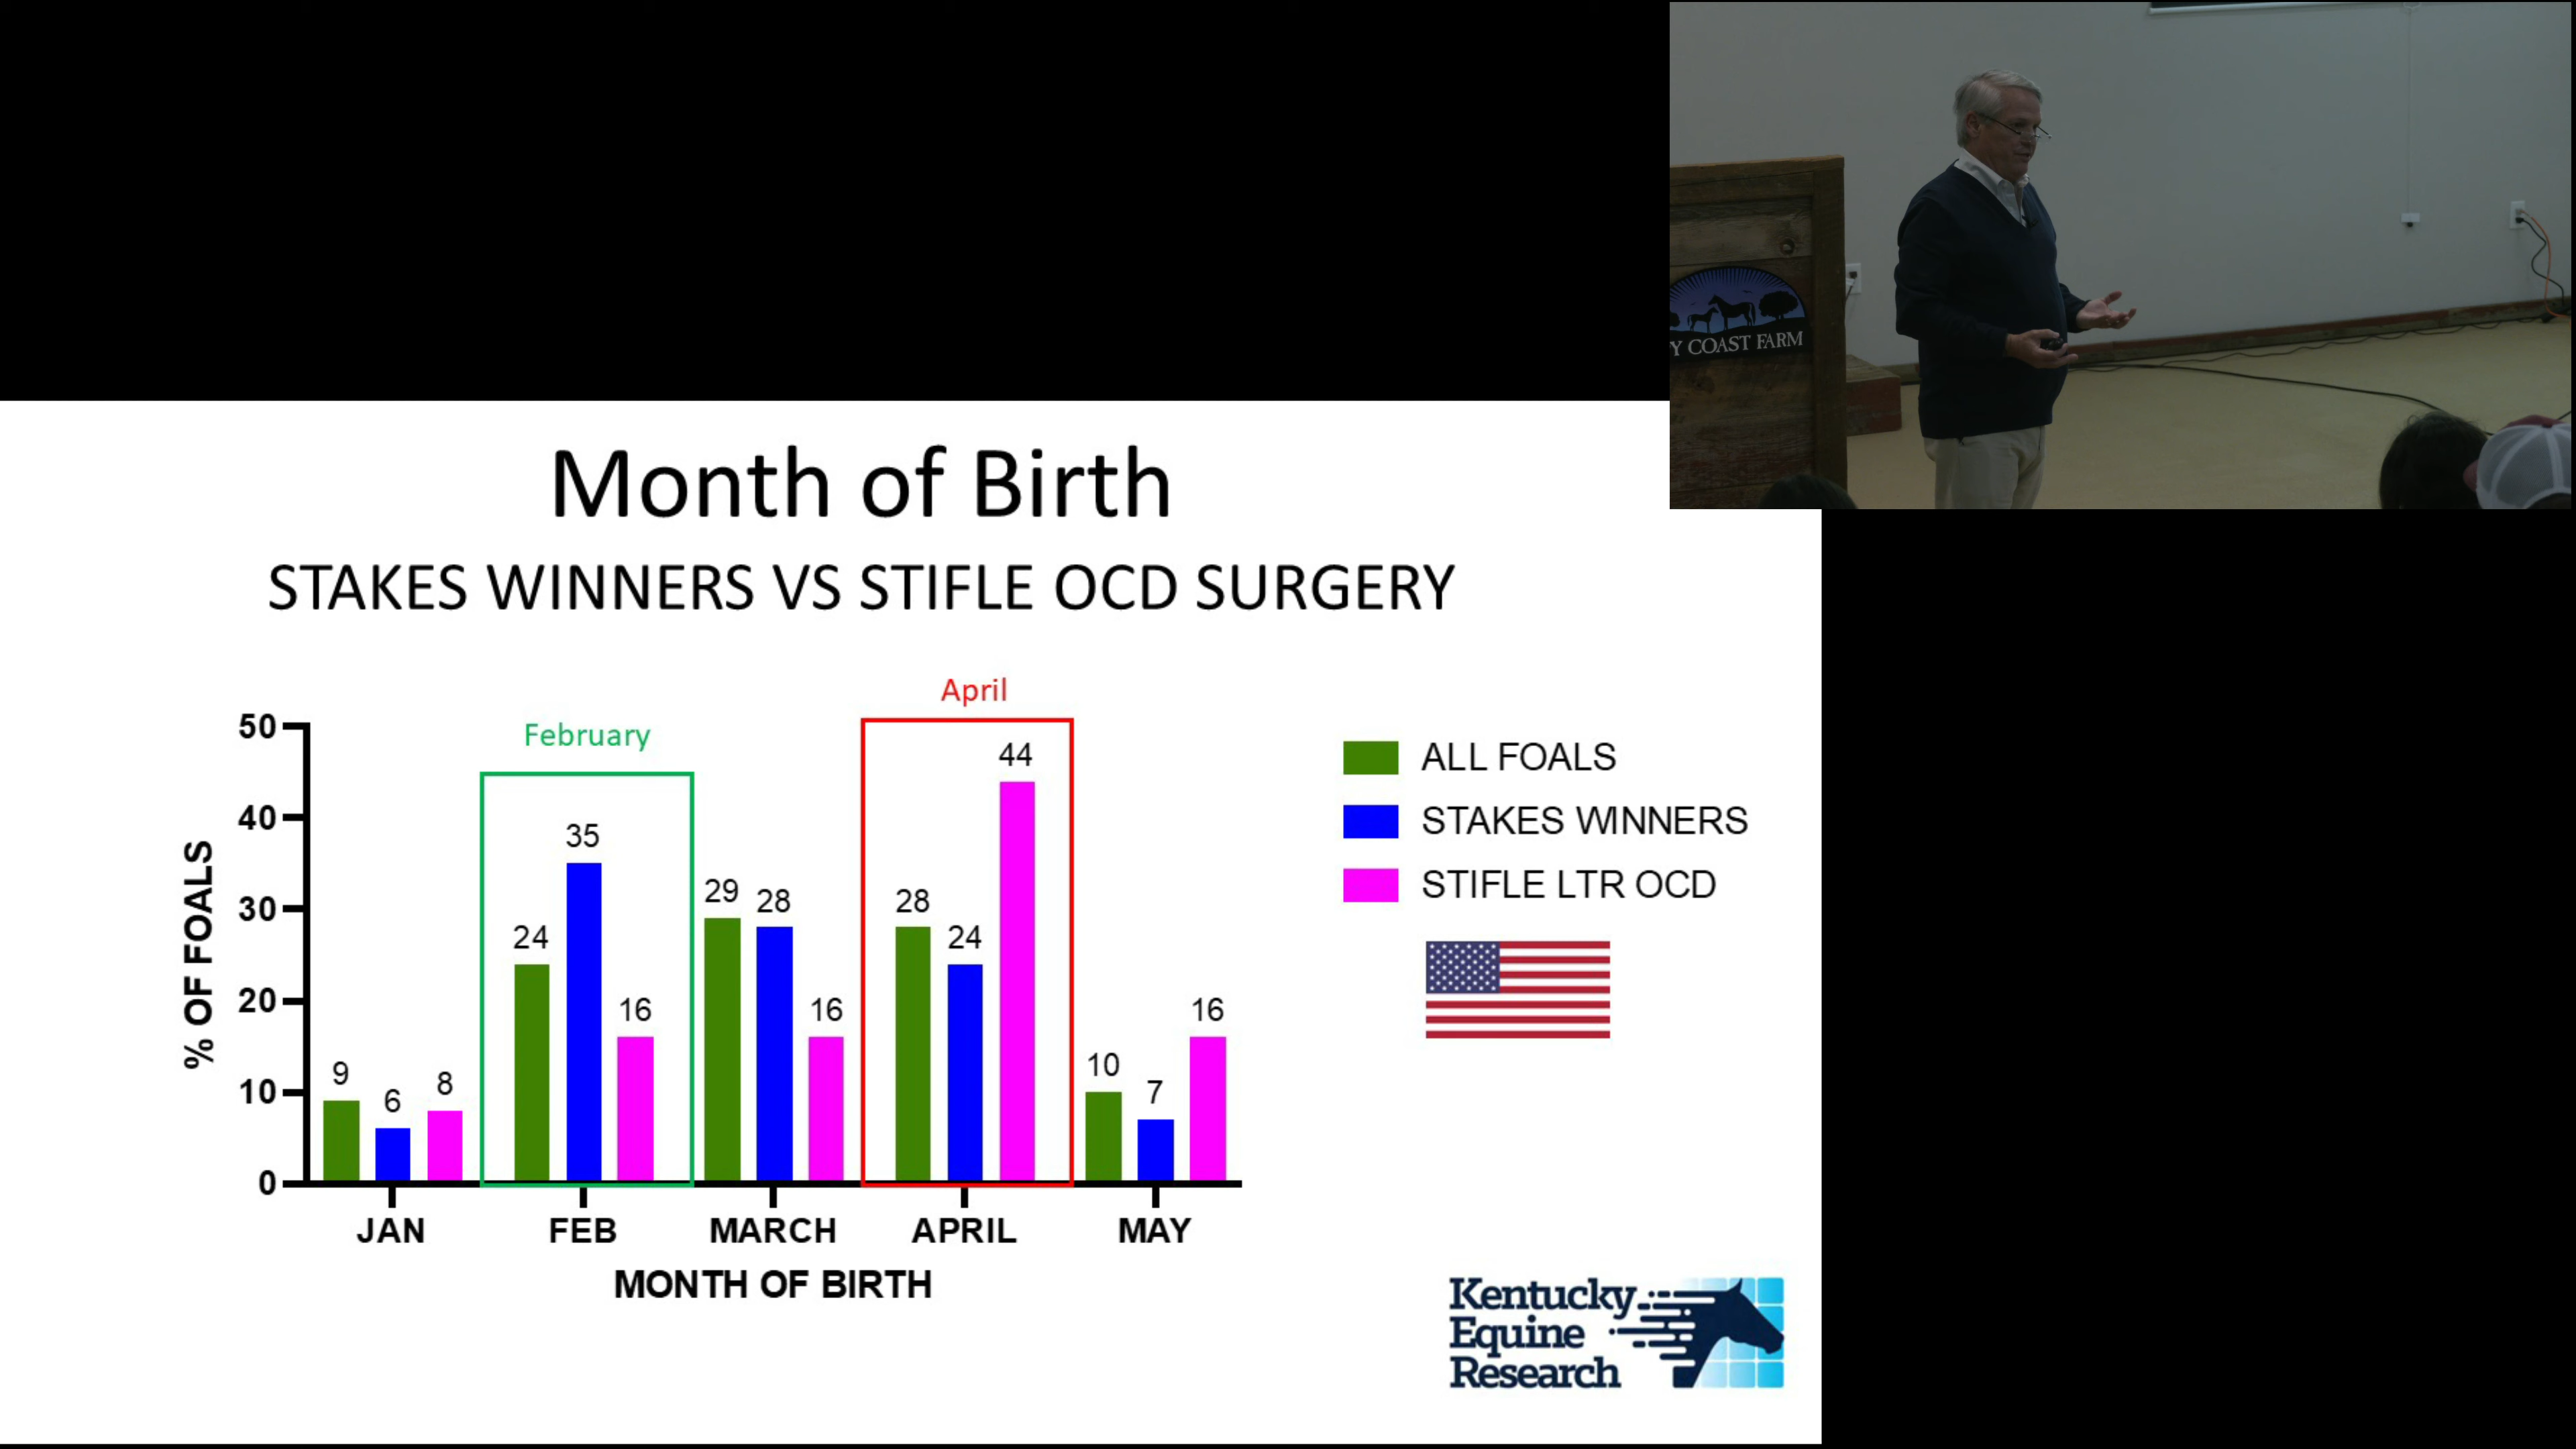 Y COAST FARM
Month of Birth
STAKES WINNERS VS STIFLE OCD SURGERY
April
February
50
40
30
20
10
0
% OF FOALS
9
6
8
24
35
16
29
28
16
28
24
44
10
7
16
JAN
FEB
MARCH
APRIL
MAY
MONTH OF BIRTH
ALL FOALS
STAKES WINNERS
STIFLE LTR OCD
Kentucky
Equine
Research